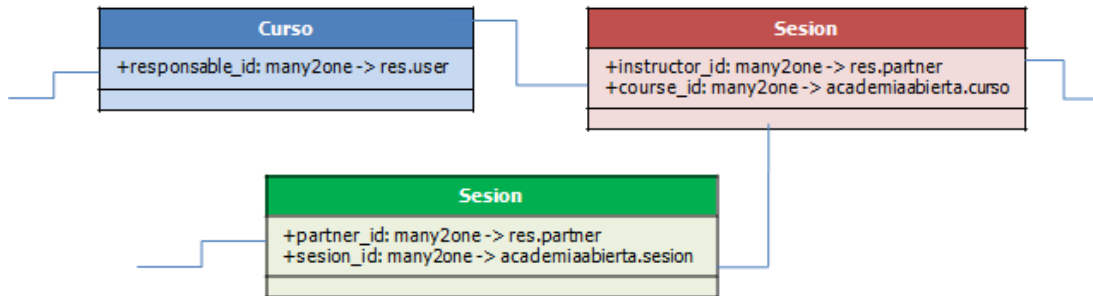 Curso
+responsable_id: many2one -> res.user
Sesion
+instructor_id: many2one -> res.partner
+course_id: many2one -> academiaabierta.curso
Sesion
+partner_id: many2one -> res.partner
+sesion_id: many2one -> academiaabierta.sesion